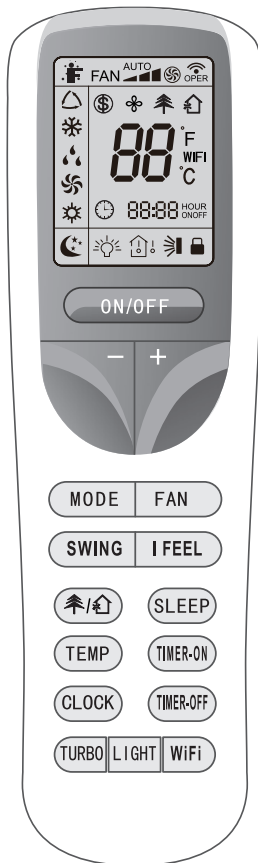 FAN AUTO OPER
88 °F
WIFI
°C
88:88 HOUR
ONOFF
ON/OFF
− +
MODE FAN
SWING I FEEL
/ SLEEP
TEMP TIMER-ON
CLOCK TIMER-OFF
TURBO LIGHT WiFi